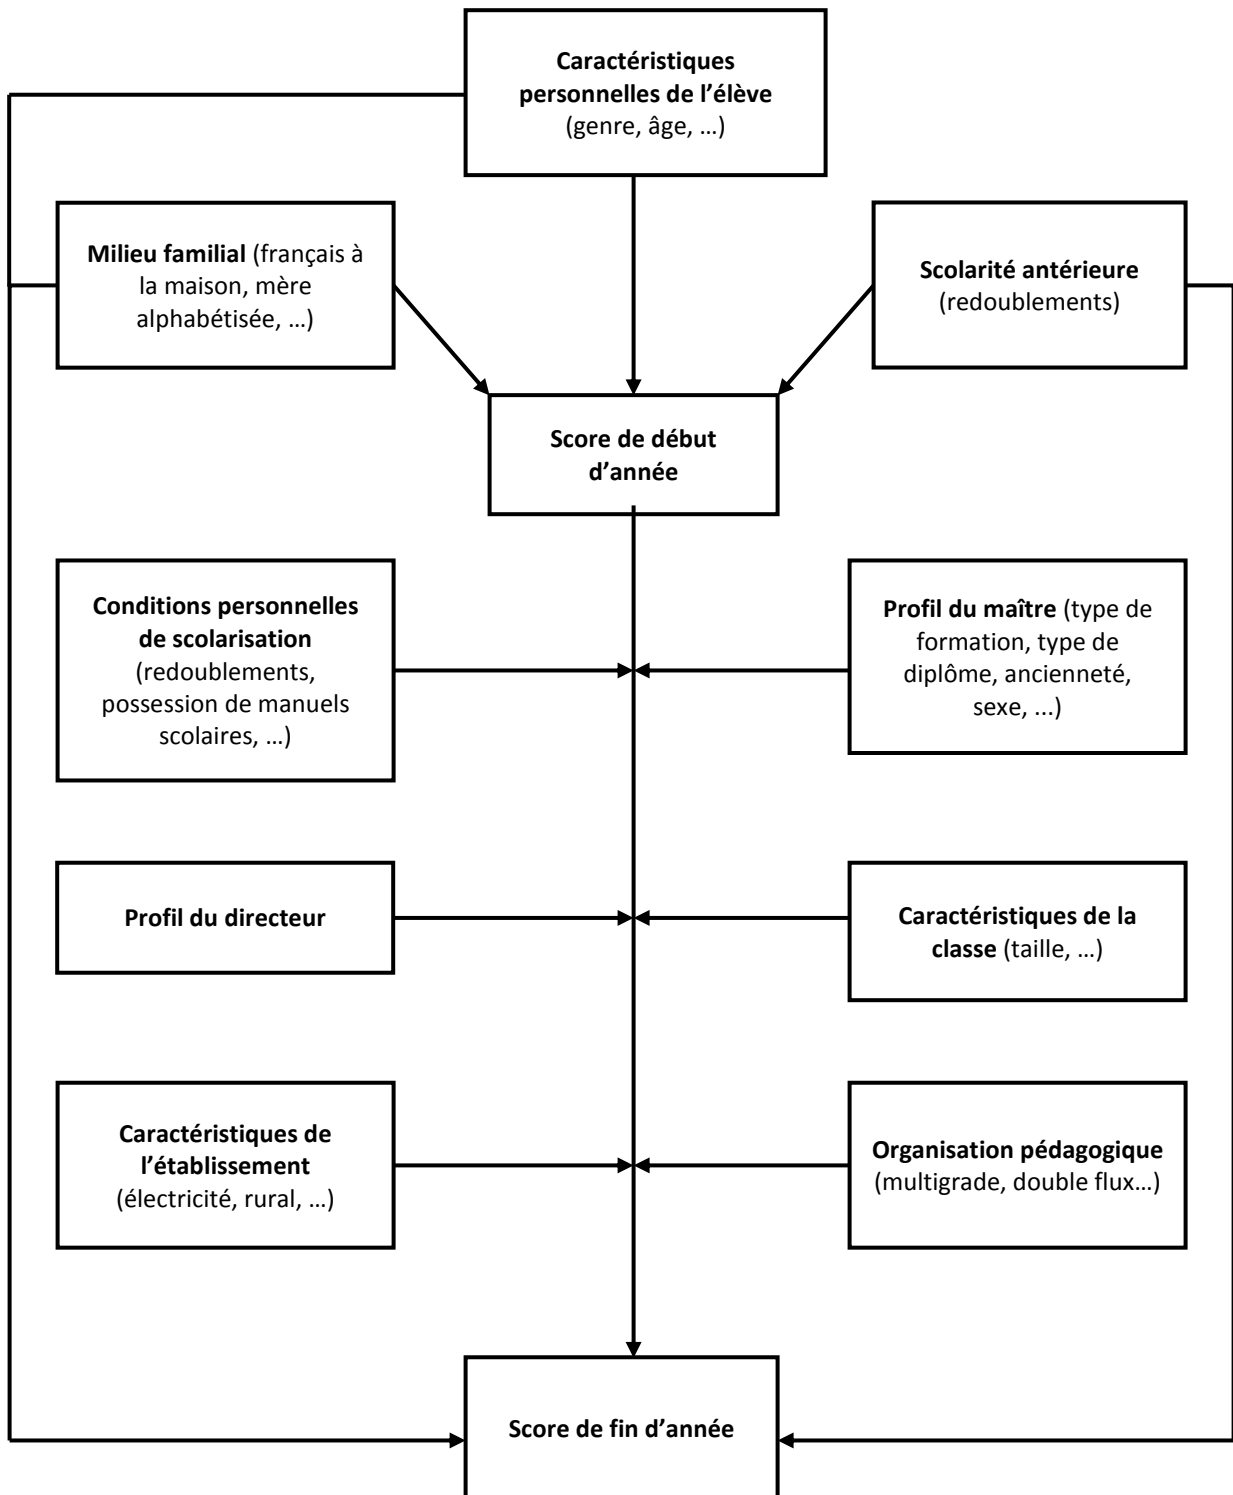 Caractéristiques
personnelles de l’élève
(genre, âge, …)
Milieu familial (français à
la maison, mère
alphabétisée, …)
Scolarité antérieure
(redoublements)
Score de début
d’année
Conditions personnelles
de scolarisation
(redoublements,
possession de manuels
scolaires, …)
Profil du maître (type de
formation, type de
diplôme, ancienneté,
sexe, ...)
Profil du directeur
Caractéristiques de la
classe (taille, …)
Caractéristiques de
l’établissement
(électricité, rural, …)
Organisation pédagogique
(multigrade, double flux…)
Score de fin d’année